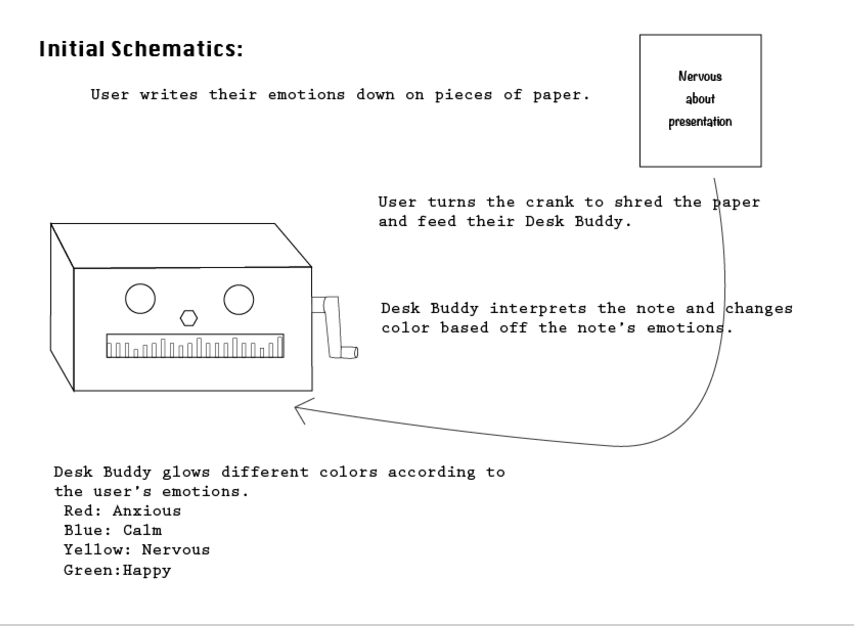 Initial Schematics:
User writes their emotions down on pieces of paper.
Nervous
about
presentation
User turns the crank to shred the paper
and feed their Desk Buddy.
Desk Buddy interprets the note and changes
color based off the note's emotions.
Desk Buddy glows different colors according to
the user's emotions.
Red: Anxious
Blue: Calm
Yellow: Nervous
Green:Happy